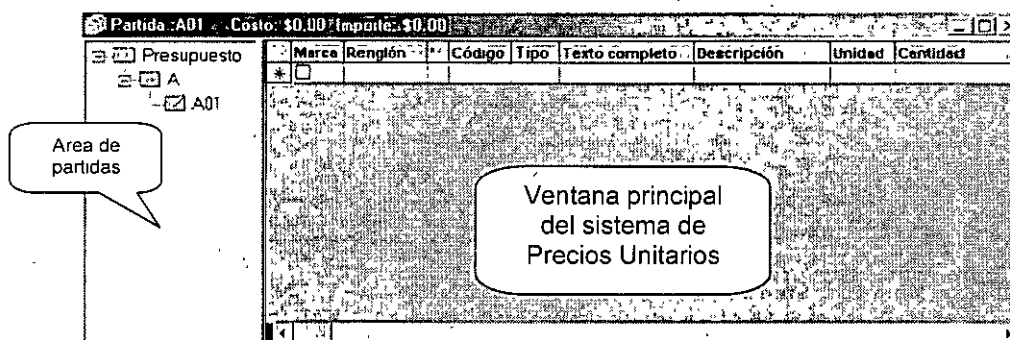 Partida: A01 - Costo: $0.00 Importe: $0.00
Presupuesto
A
A01
Marca Renglón Código Tipo Texto completo Descripción Unidad Cantidad
Area de
partidas
Ventana principal
del sistema de
Precios Unitarios